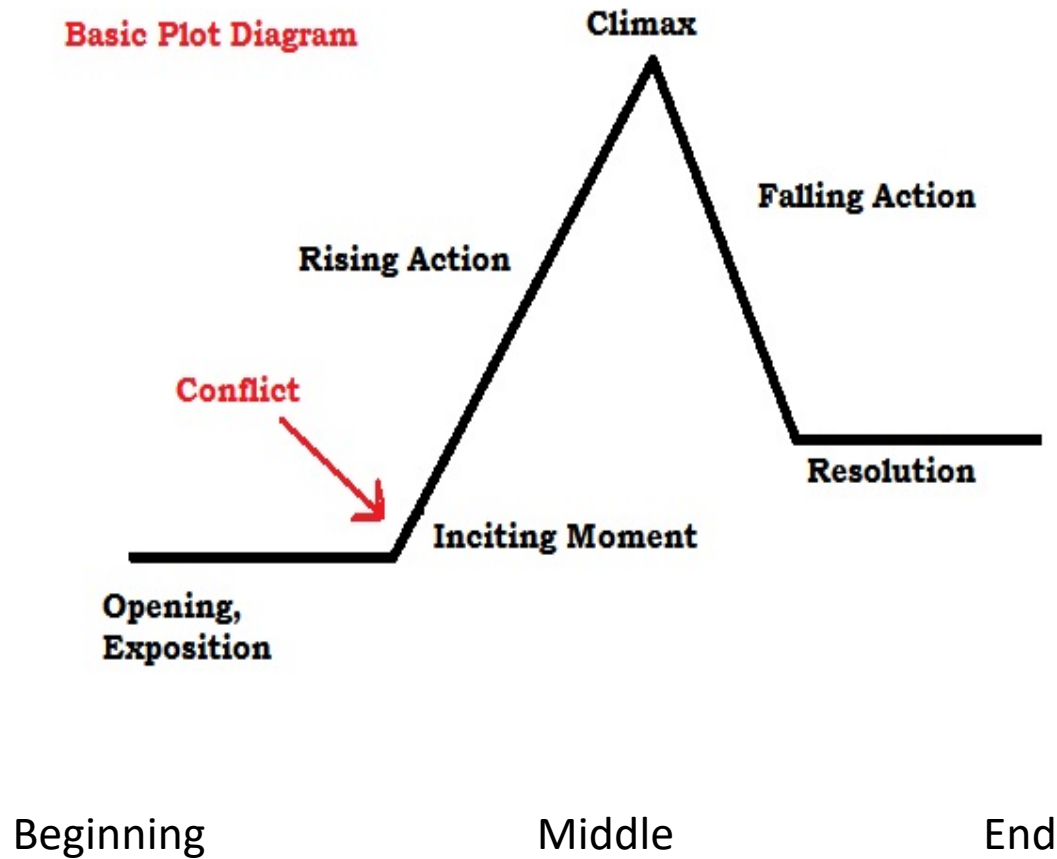 Basic Plot Diagram
Climax
Falling Action
Rising Action
Conflict
Resolution
Inciting Moment
Opening,
Exposition
Beginning Middle End